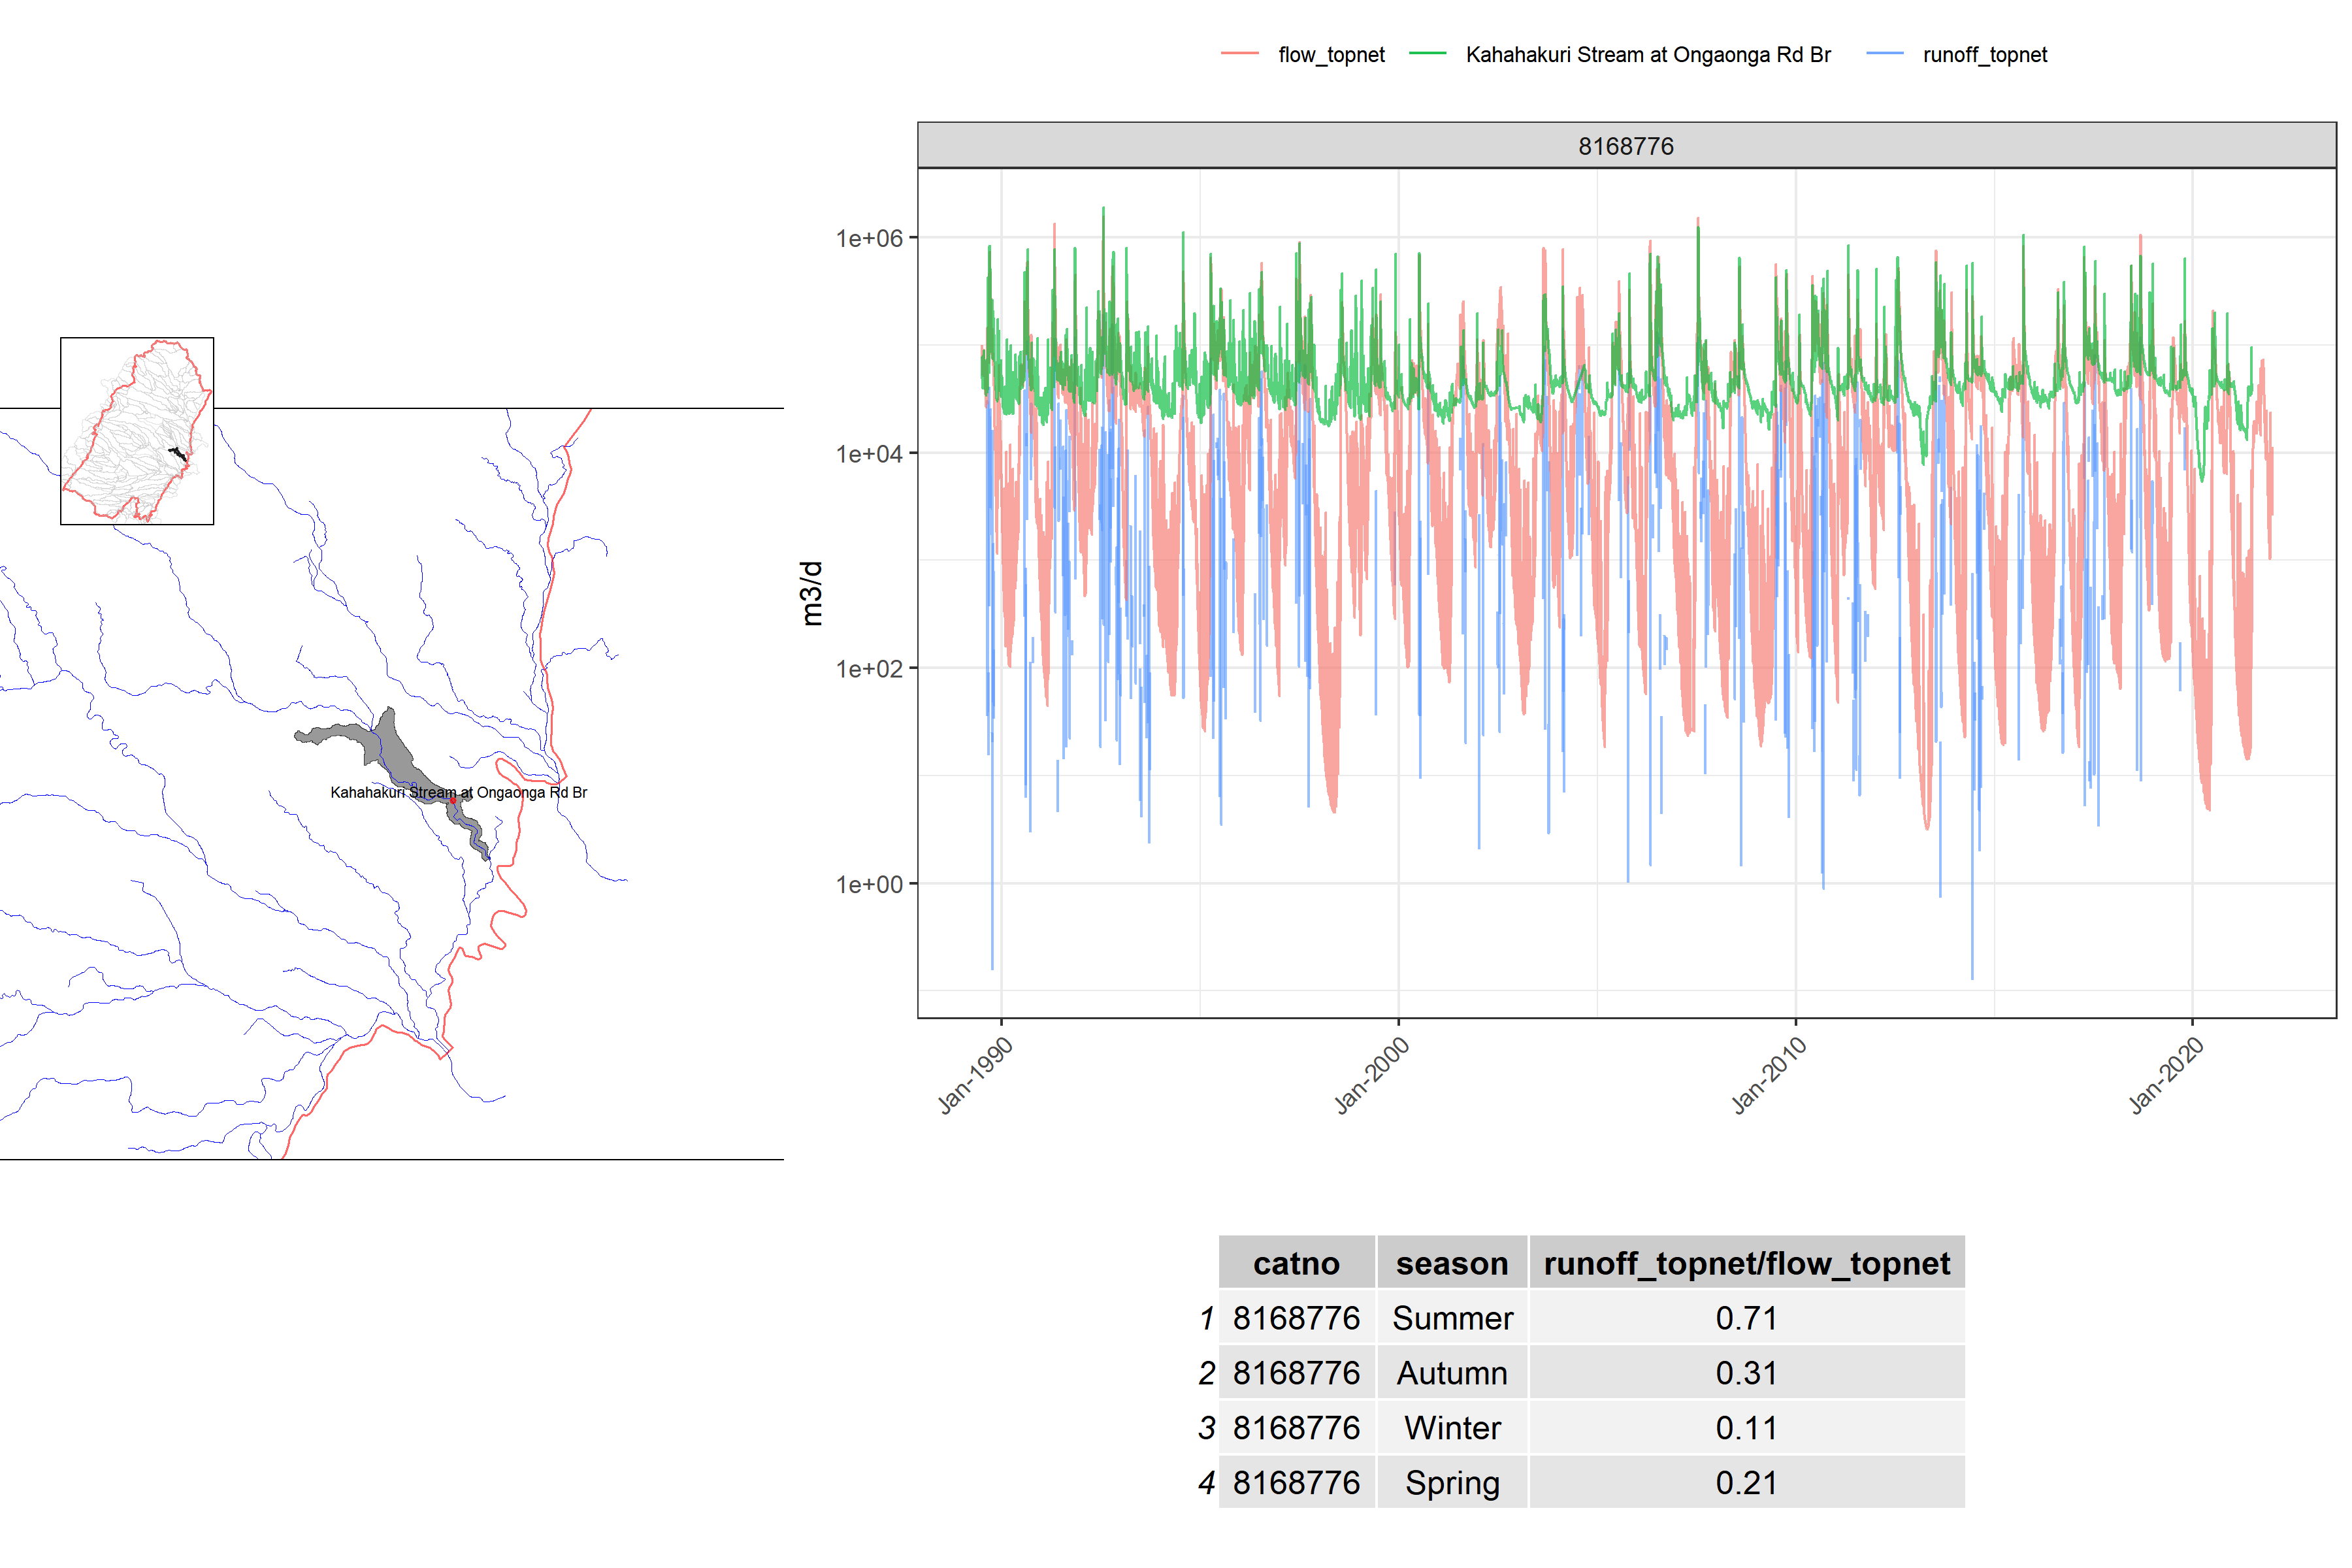 flow_topnet Kahahakuri Stream at Ongaonga Rd Br runoff_topnet
8168776
1e+06
1e+04
1e+02
1e+00
m3/d
Jan-1990 Jan-2000 Jan-2010 Jan-2020
Kahahakuri Stream at Ongaonga Rd Br
catno season runoff_topnet/flow_topnet
1 8168776 Summer 0.71
2 8168776 Autumn 0.31
3 8168776 Winter 0.11
4 8168776 Spring 0.21